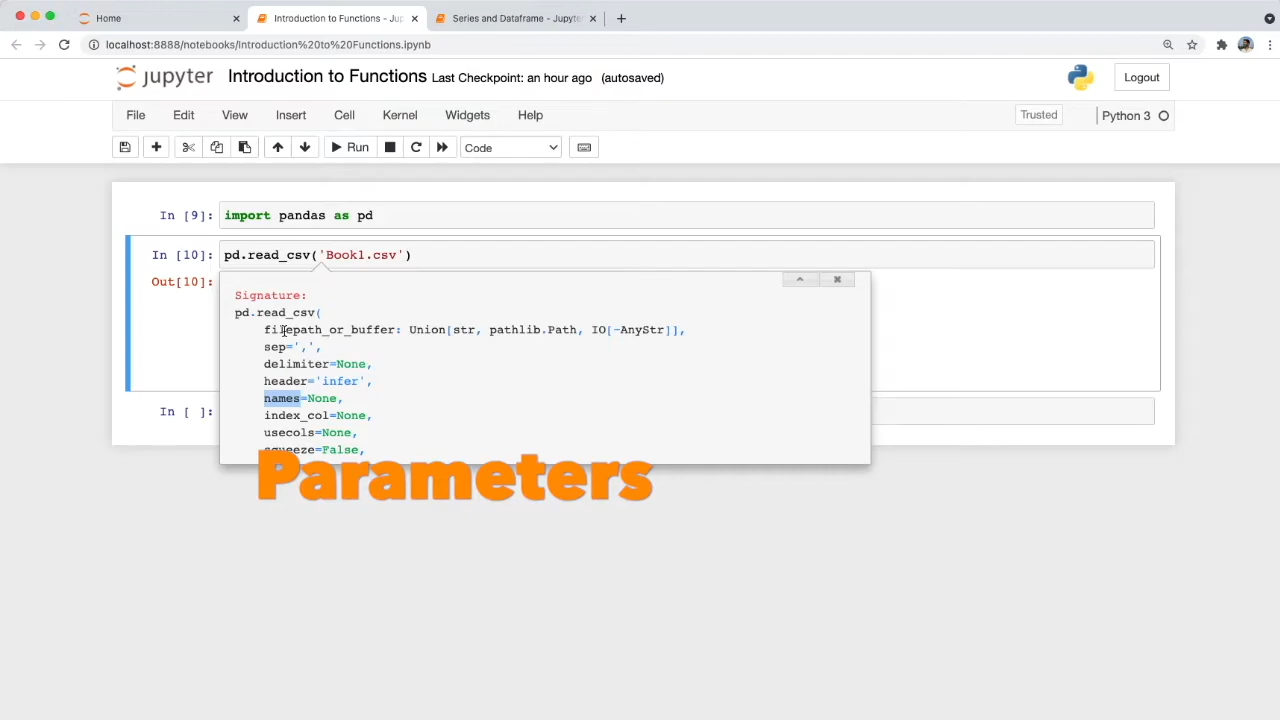 Home
Introduction to Functions - Jup
Series and Dataframe - Jupyte
localhost:8888/notebooks/Introduction%20to%20Functions.ipynb
jupyter Introduction to Functions Last Checkpoint: an hour ago (autosaved)
Logout
File Edit View Insert Cell Kernel Widgets Help
Trusted
Python 3
Run
Code
In [9]: import pandas as pd
In [10]: pd.read_csv('Book1.csv')
Out[10]:
Signature:
pd.read_csv(
filepath_or_buffer: Union[str, pathlib.Path, IO[~AnyStr]],
sep=',',
delimiter=None,
header='infer',
names=None,
index_col=None,
usecols=None,
squeeze=False,
In [ ]:
Parameters